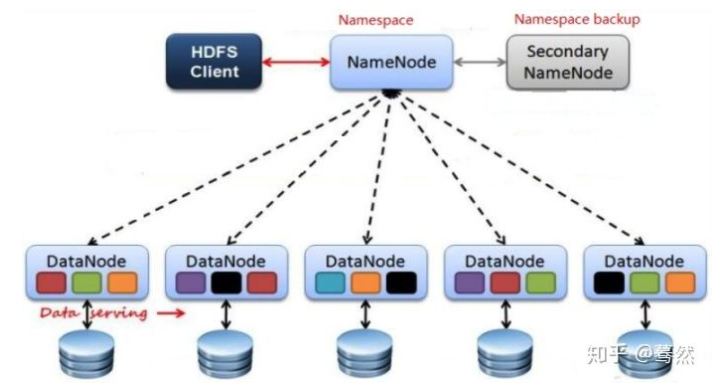 Namespace
Namespace backup
HDFS
Client
NameNode
Secondary
NameNode
DataNode
DataNode
DataNode
DataNode
DataNode
Data serving
知乎 @蓦然